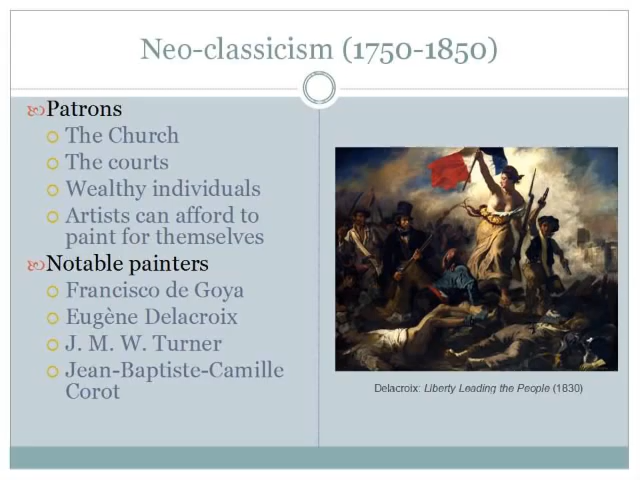 Neo-classicism (1750-1850)
Patrons
The Church
The courts
Wealthy individuals
Artists can afford to
paint for themselves
Notable painters
Francisco de Goya
Eugène Delacroix
J. M. W. Turner
Jean-Baptiste-Camille
Corot
Delacroix: Liberty Leading the People (1830)